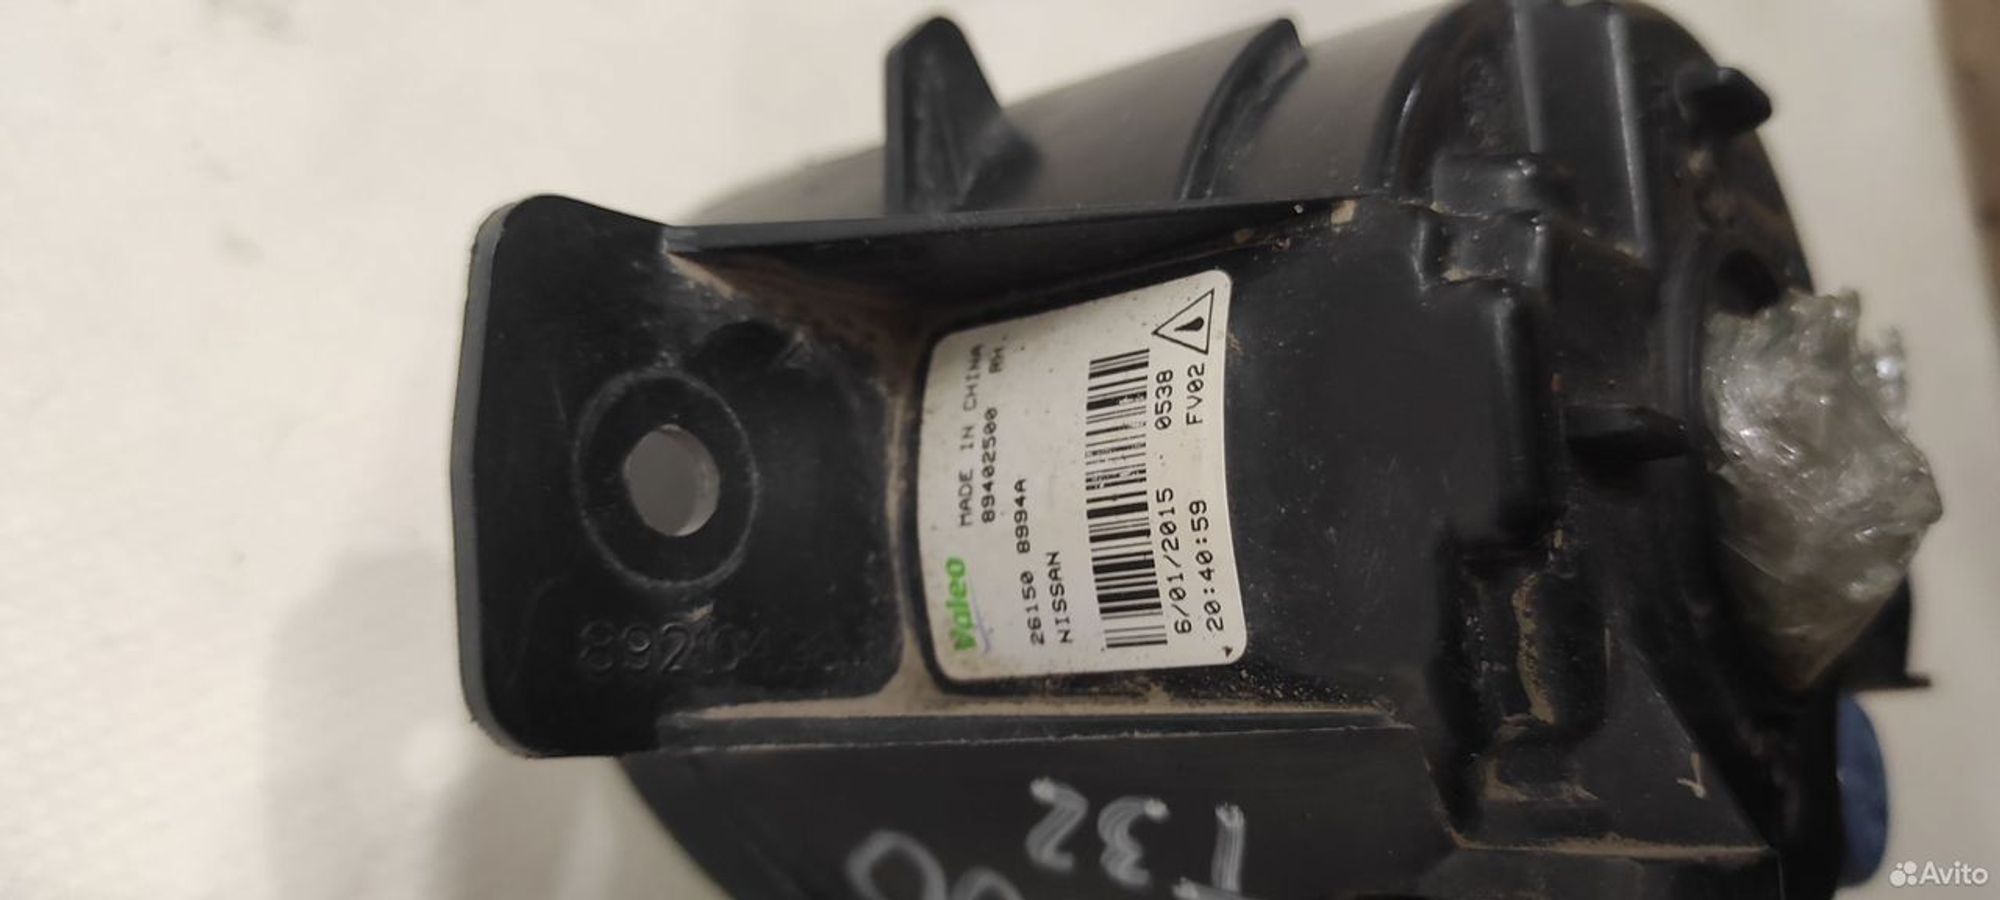 Valeo
MADE IN CHINA
89402500 RH.
26150 8994A
NISSAN
6/01/2015 0538
20:40:59 FV02
T32
Avito